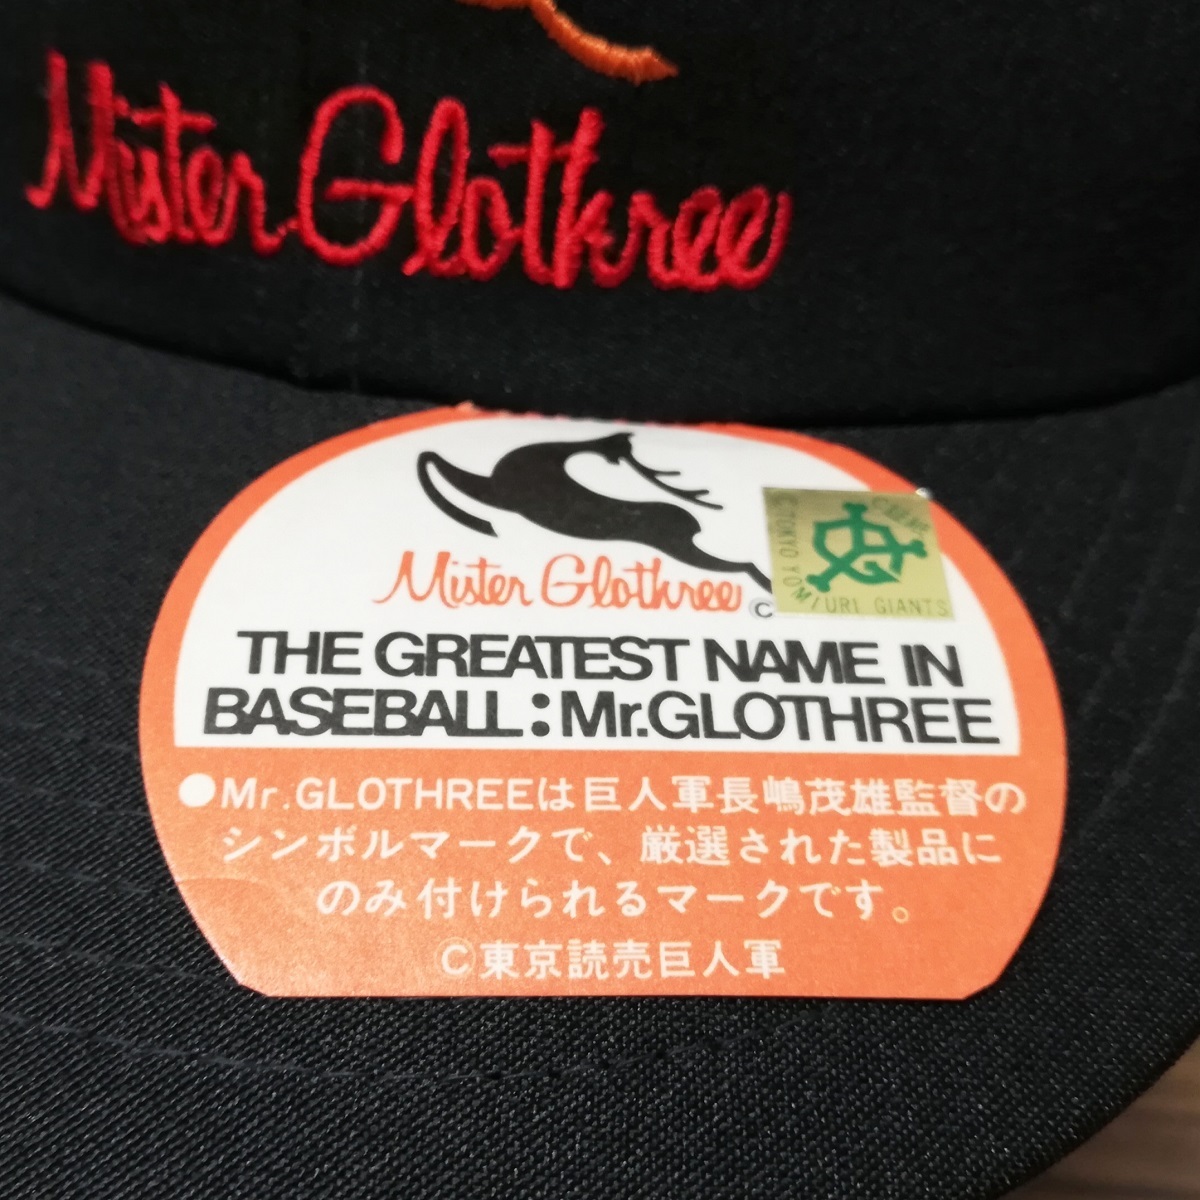 Mister Glothree
Mister Glothree ©
TOKYO YOMIURI GIANTS
THE GREATEST NAME IN
BASEBALL:Mr.GLOTHREE
●Mr.GLOTHREEは巨人軍長嶋茂雄監督の
シンボルマークで、厳選された製品に
のみ付けられるマークです。
©東京読売巨人軍